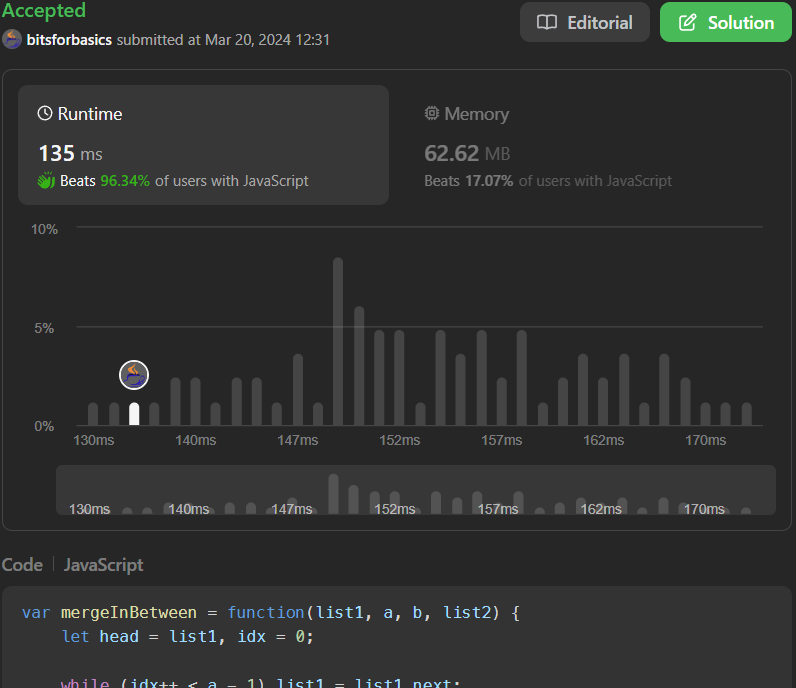 Accepted
Editorial
Solution
bitsforbasics submitted at Mar 20, 2024 12:31
Runtime
135 ms
Beats 96.34% of users with JavaScript
Memory
62.62 MB
Beats 17.07% of users with JavaScript
10%
5%
0%
130ms 140ms 147ms 152ms 157ms 162ms 170ms
130ms 140ms 147ms 152ms 157ms 162ms 170ms
Code JavaScript
var mergeInBetween = function(list1, a, b, list2) {
let head = list1, idx = 0;
while (idx++ < a - 1) list1 = list1.next;